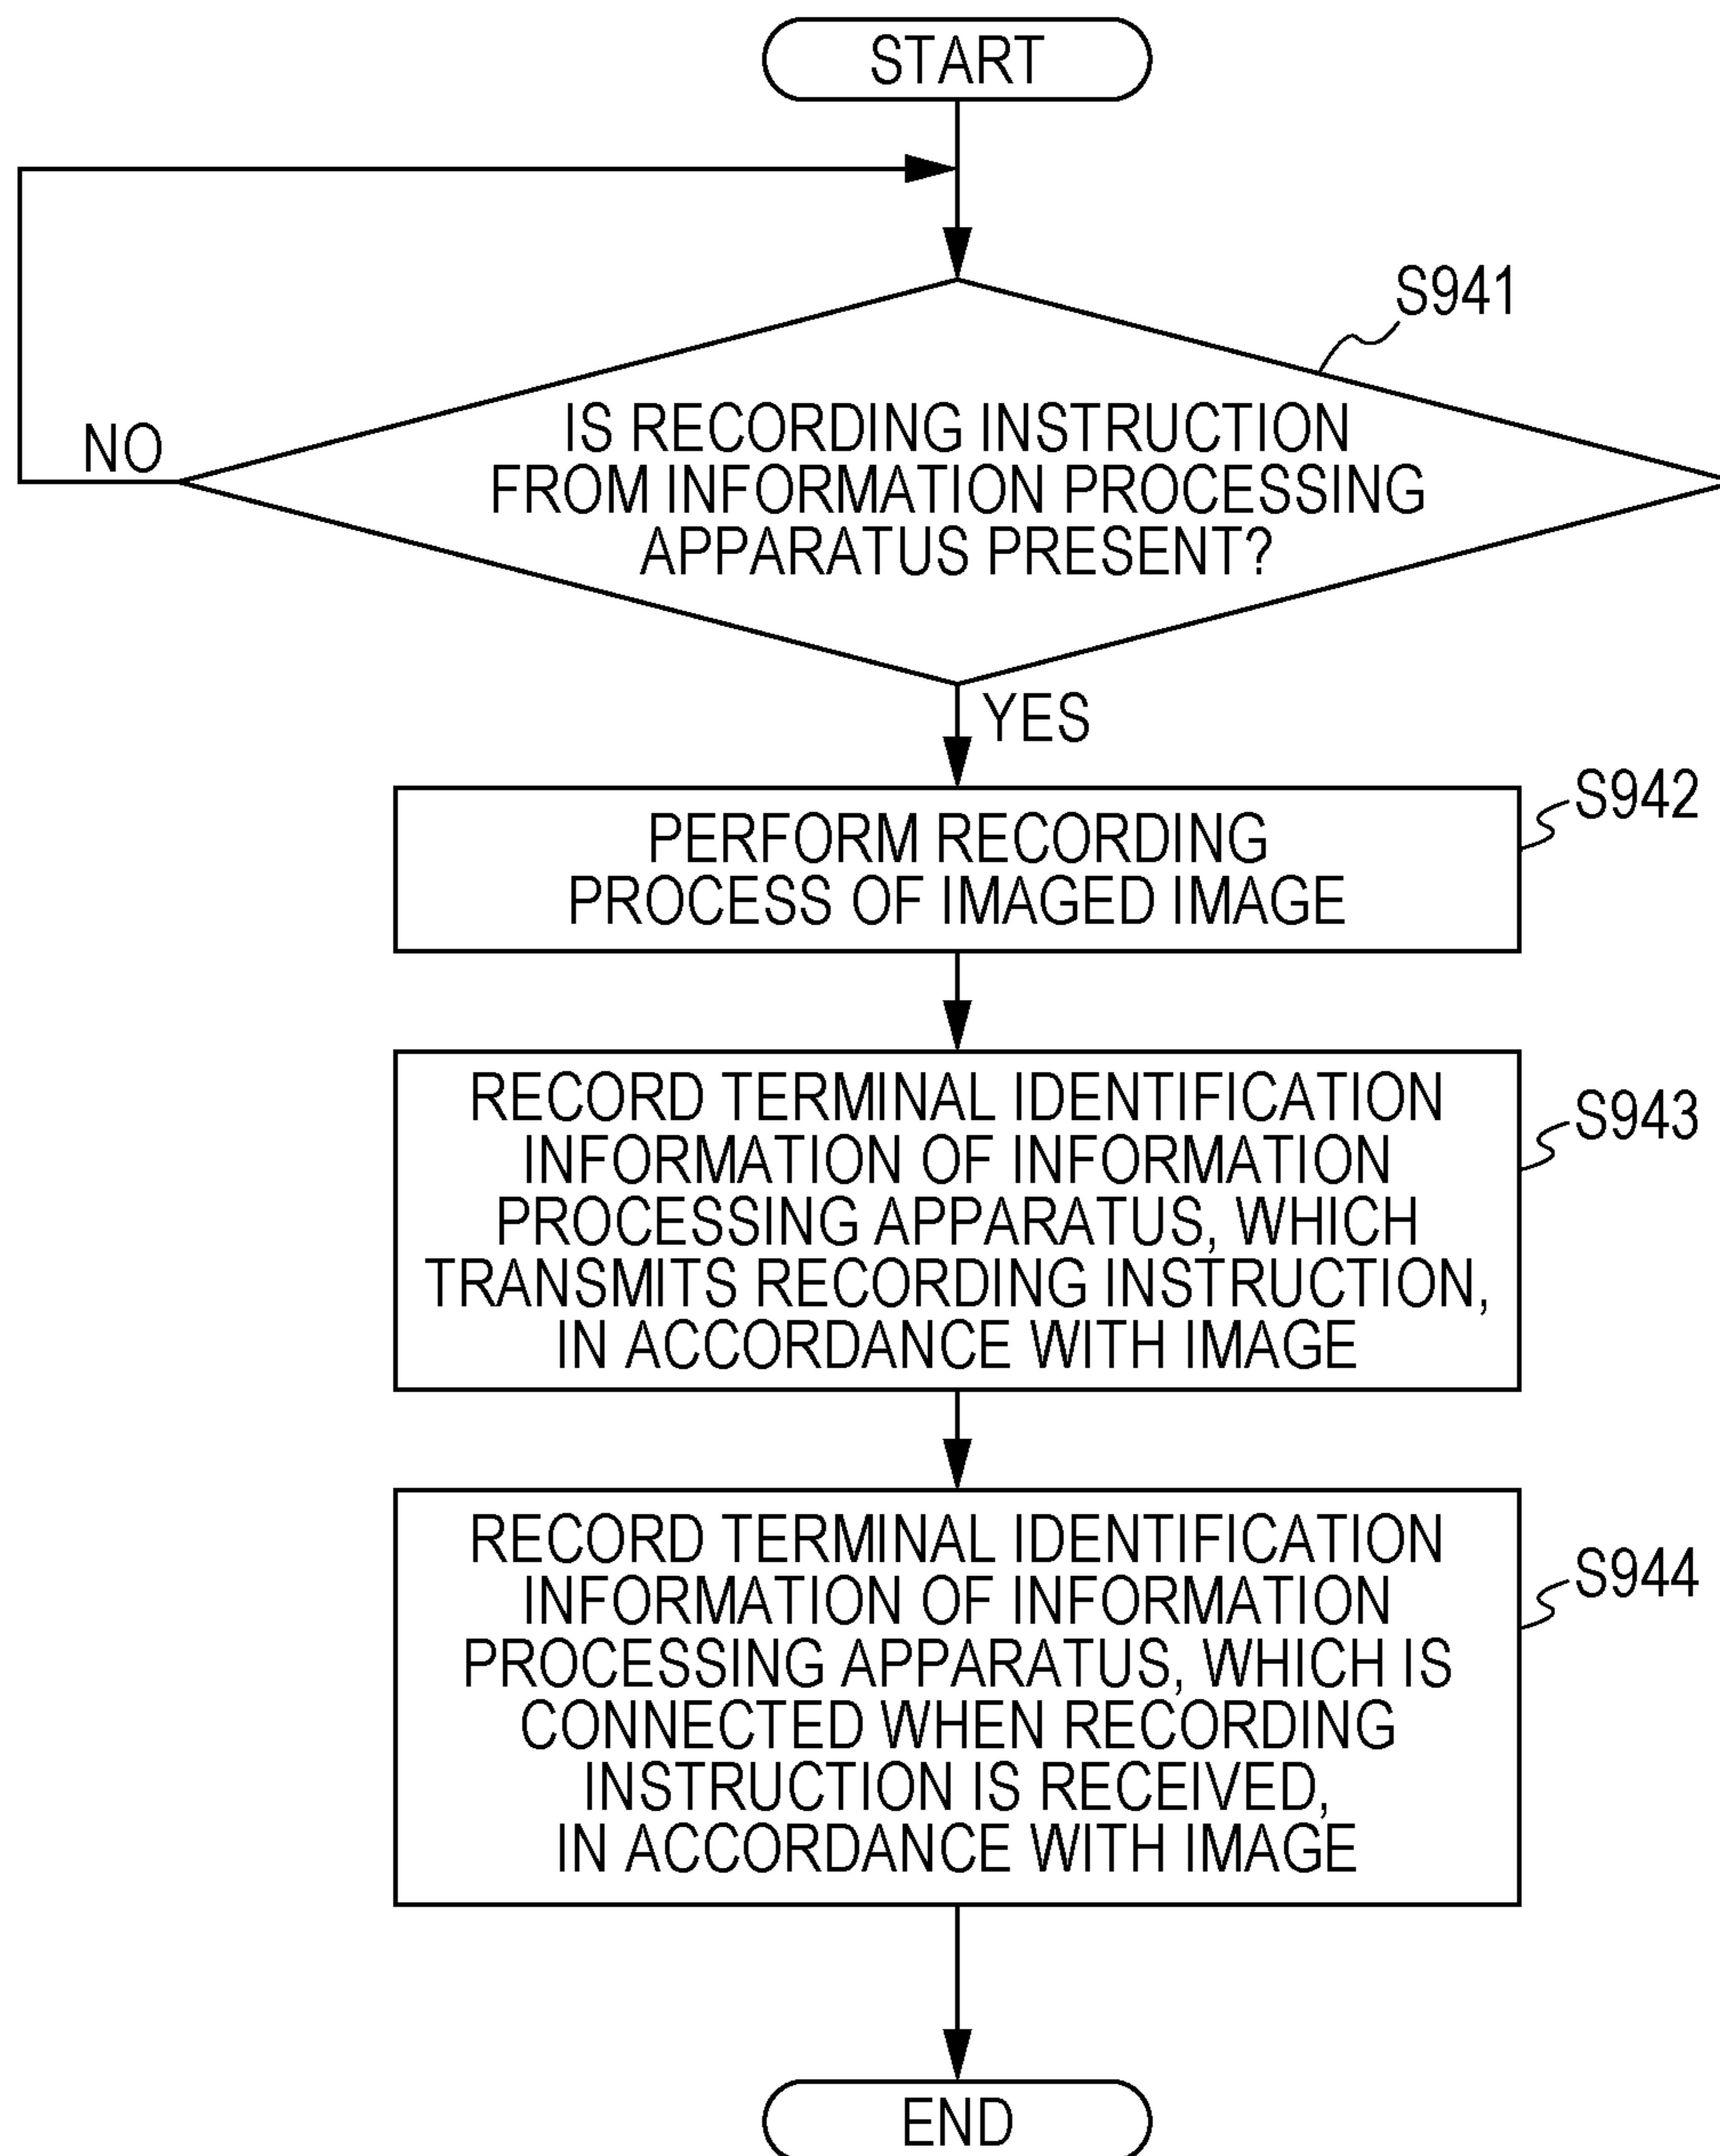 START
S941
IS RECORDING INSTRUCTION
FROM INFORMATION PROCESSING
APPARATUS PRESENT?
NO
YES
S942
PERFORM RECORDING
PROCESS OF IMAGED IMAGE
S943
RECORD TERMINAL IDENTIFICATION
INFORMATION OF INFORMATION
PROCESSING APPARATUS, WHICH
TRANSMITS RECORDING INSTRUCTION,
IN ACCORDANCE WITH IMAGE
S944
RECORD TERMINAL IDENTIFICATION
INFORMATION OF INFORMATION
PROCESSING APPARATUS, WHICH IS
CONNECTED WHEN RECORDING
INSTRUCTION IS RECEIVED,
IN ACCORDANCE WITH IMAGE
END